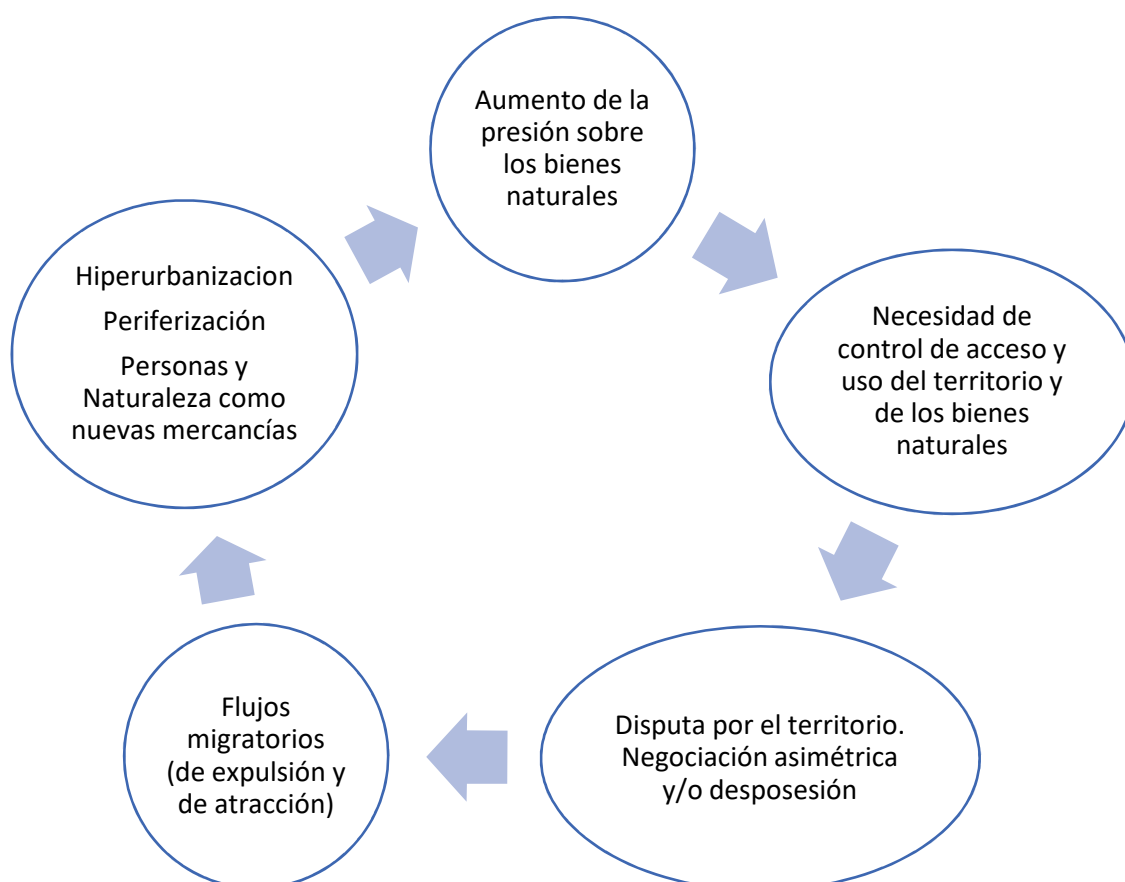 Aumento de la
presión sobre
los bienes
naturales
Necesidad de
control de acceso y
uso del territorio y
de los bienes
naturales
Disputa por el territorio.
Negociación asimétrica
y/o desposesión
Flujos
migratorios
(de expulsión y
de atracción)
Hiperurbanizacion
Periferización
Personas y
Naturaleza como
nuevas mercancías